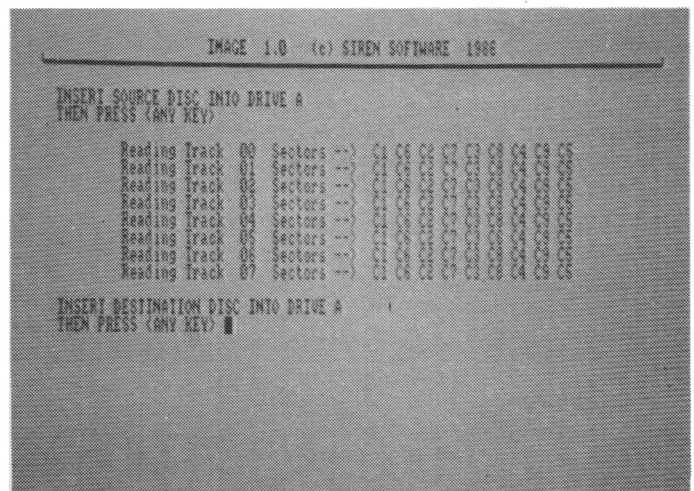 IMAGE 1.0 (c) SIREN SOFTWARE 1986
INSERT SOURCE DISC INTO DRIVE A
THEN PRESS <ANY KEY>
Reading Track 00 Sectors --> C1 C6 C2 C7 C3 C8 C4 C9 C5
Reading Track 01 Sectors --> C1 C6 C2 C7 C3 C8 C4 C9 C5
Reading Track 02 Sectors --> C1 C6 C2 C7 C3 C8 C4 C9 C5
Reading Track 03 Sectors --> C1 C6 C2 C7 C3 C8 C4 C9 C5
Reading Track 04 Sectors --> C1 C6 C2 C7 C3 C8 C4 C9 C5
Reading Track 05 Sectors --> C1 C6 C2 C7 C3 C8 C4 C9 C5
Reading Track 06 Sectors --> C1 C6 C2 C7 C3 C8 C4 C9 C5
Reading Track 07 Sectors --> C1 C6 C2 C7 C3 C8 C4 C9 C5
INSERT DESTINATION DISC INTO DRIVE A
THEN PRESS <ANY KEY>